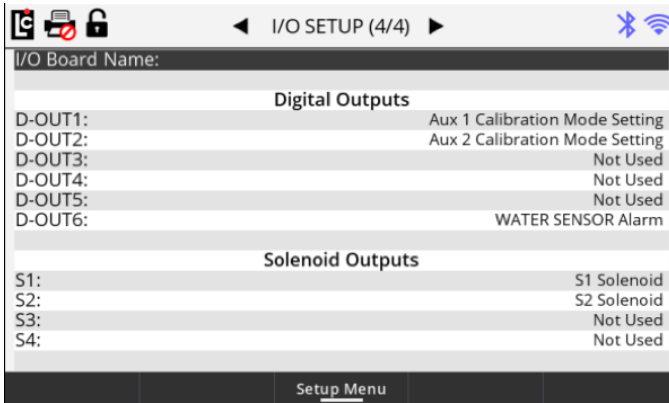 LC
I/O SETUP (4/4)
I/O Board Name:
Digital Outputs
D-OUT1: Aux 1 Calibration Mode Setting
D-OUT2: Aux 2 Calibration Mode Setting
D-OUT3: Not Used
D-OUT4: Not Used
D-OUT5: Not Used
D-OUT6: WATER SENSOR Alarm
Solenoid Outputs
S1: S1 Solenoid
S2: S2 Solenoid
S3: Not Used
S4: Not Used
Setup Menu